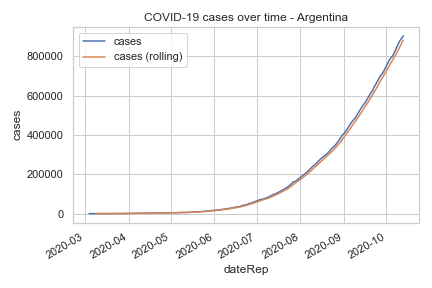 COVID-19 cases over time - Argentina
cases
cases (rolling)
cases
800000
600000
400000
200000
0
2020-03
2020-04
2020-05
2020-06
2020-07
2020-08
2020-09
2020-10
dateRep